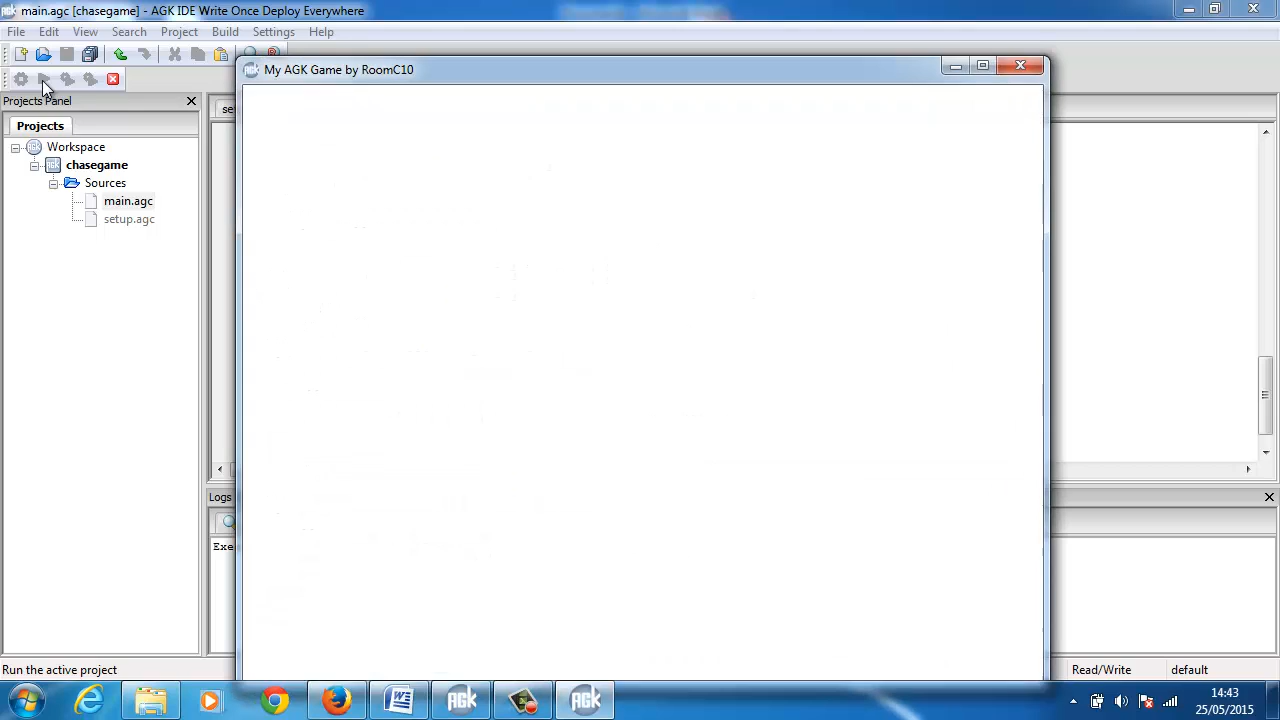 main.agc [chasegame] - AGK IDE Write Once Deploy Everywhere
File Edit View Search Project Build Settings Help
My AGK Game by RoomC10
Projects Panel
Projects
Workspace
chasegame
Sources
main.agc
setup.agc
se
Logs
Exe
Run the active project
Read/Write default
14:43
25/05/2015